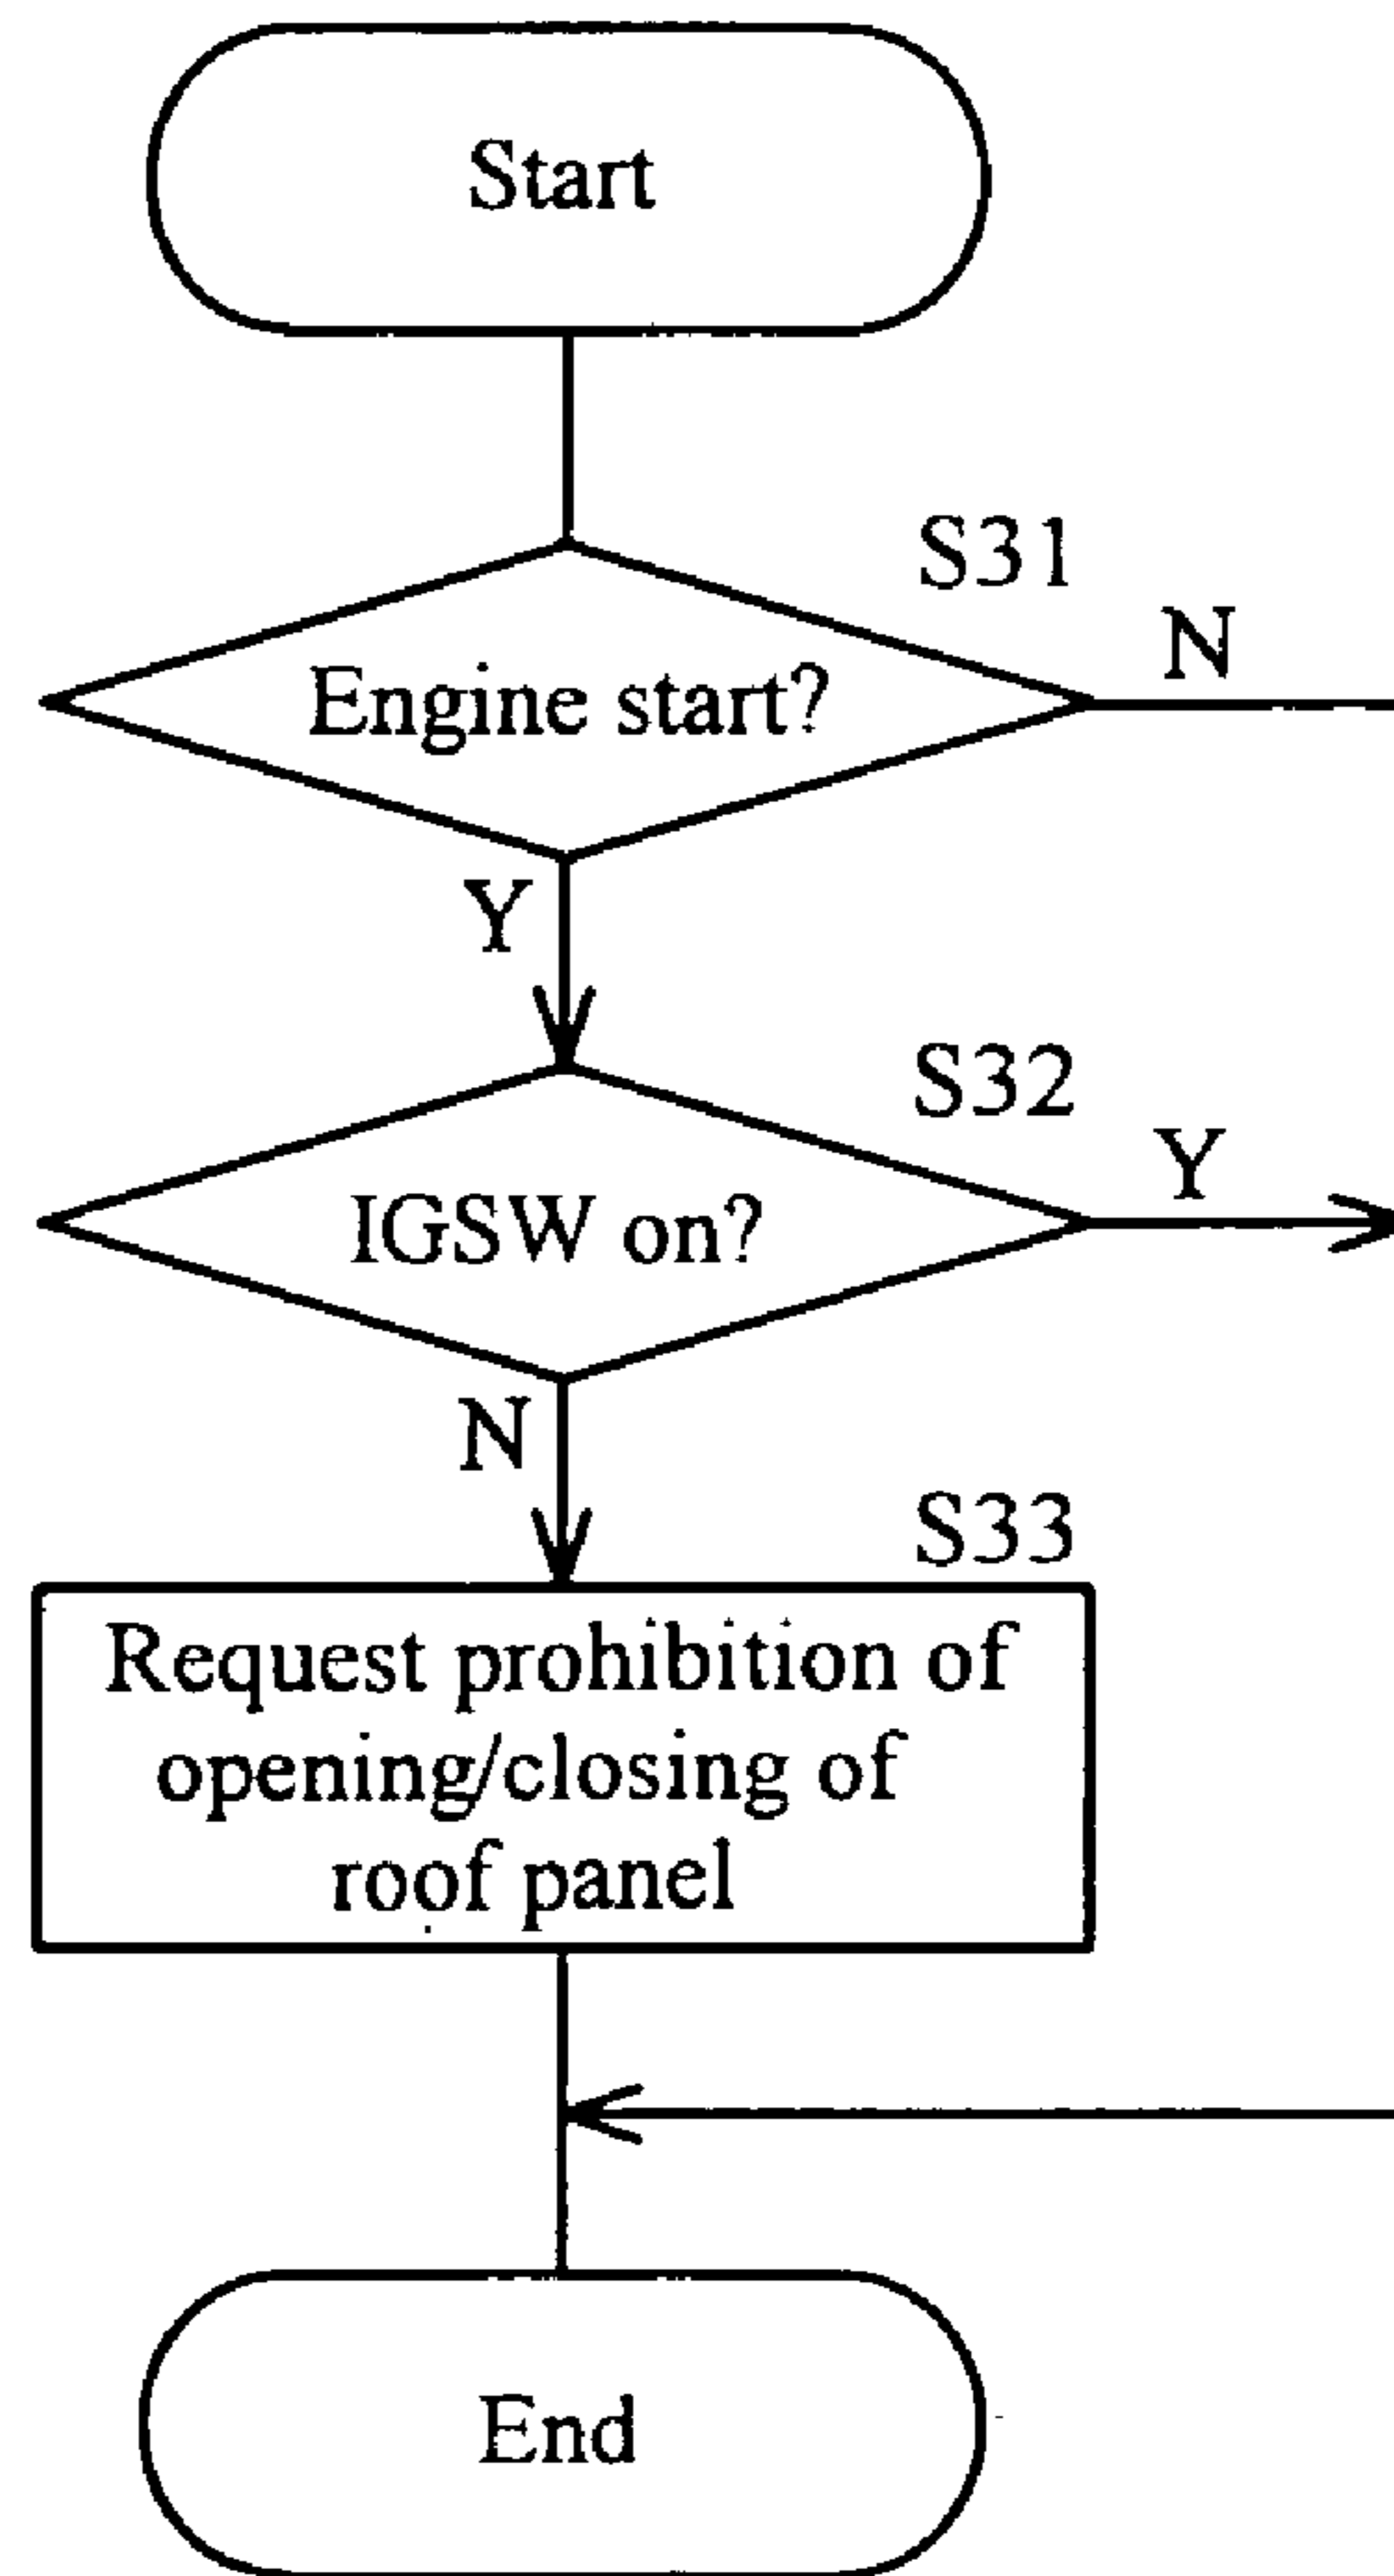 Start
S31
N
Engine start?
Y
S32
Y
IGSW on?
N
S33
Request prohibition of
opening/closing of
roof panel
End